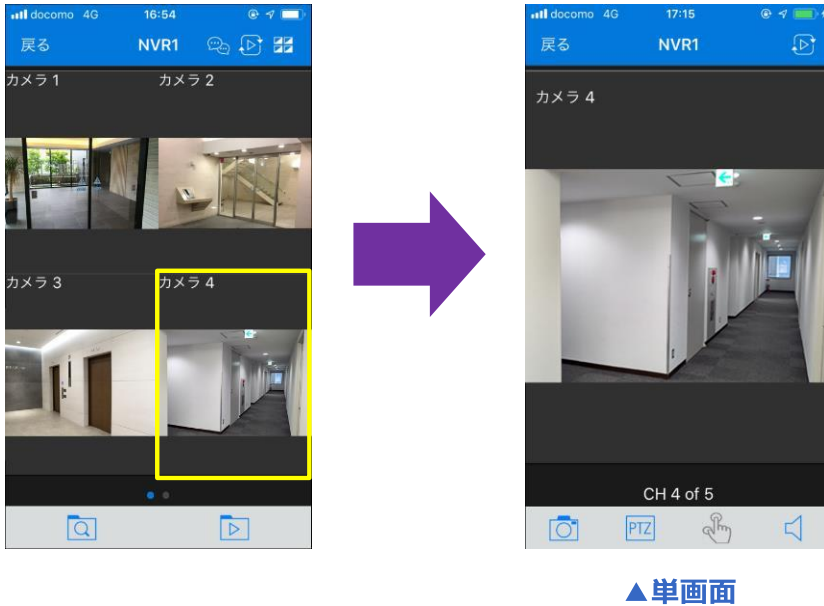 docomo 4G 16:54
戻る NVR1
カメラ 1 カメラ 2
カメラ 3 カメラ 4
docomo 4G 17:15
戻る NVR1
カメラ 4
CH 4 of 5
PTZ
▲単画面